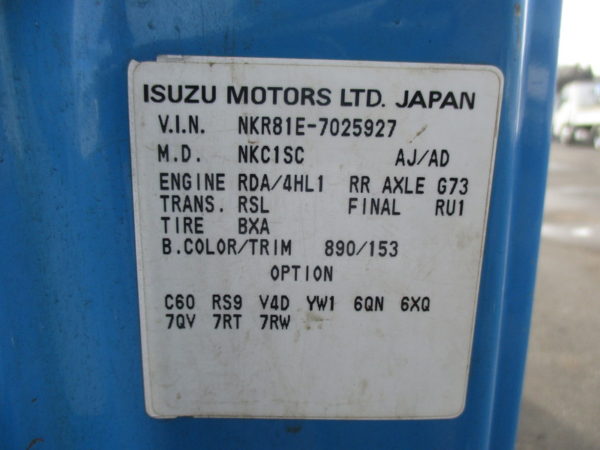 ISUZU MOTORS LTD. JAPAN
V.I.N. NKR81E-7025927
M.D. NKC1SC AJ/AD
ENGINE RDA/4HL1 RR AXLE G73
TRANS. RSL FINAL RU1
TIRE BXA
B.COLOR/TRIM 890/153
OPTION
C60 RS9 V4D YW1 6QN 6XQ
7QV 7RT 7RW